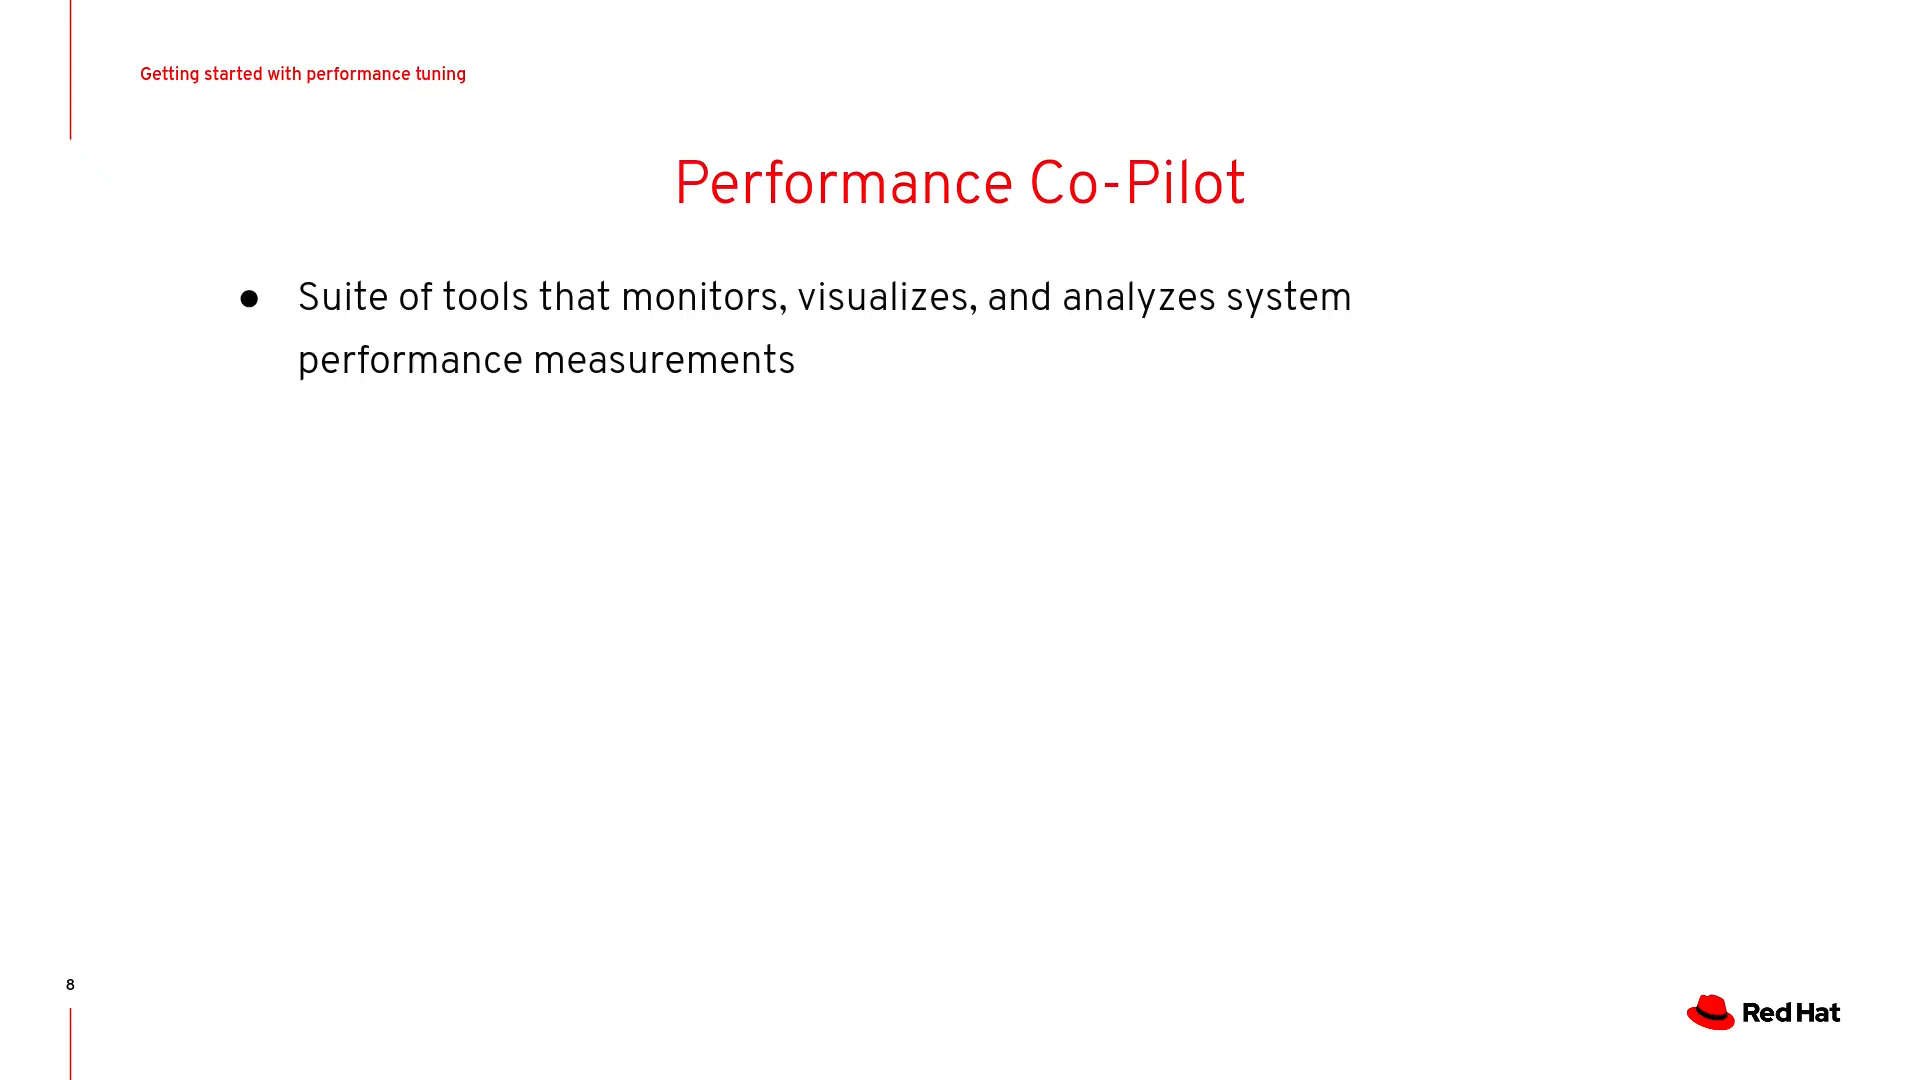 Getting started with performance tuning
Performance Co-Pilot
● Suite of tools that monitors, visualizes, and analyzes system
performance measurements
8
Red Hat